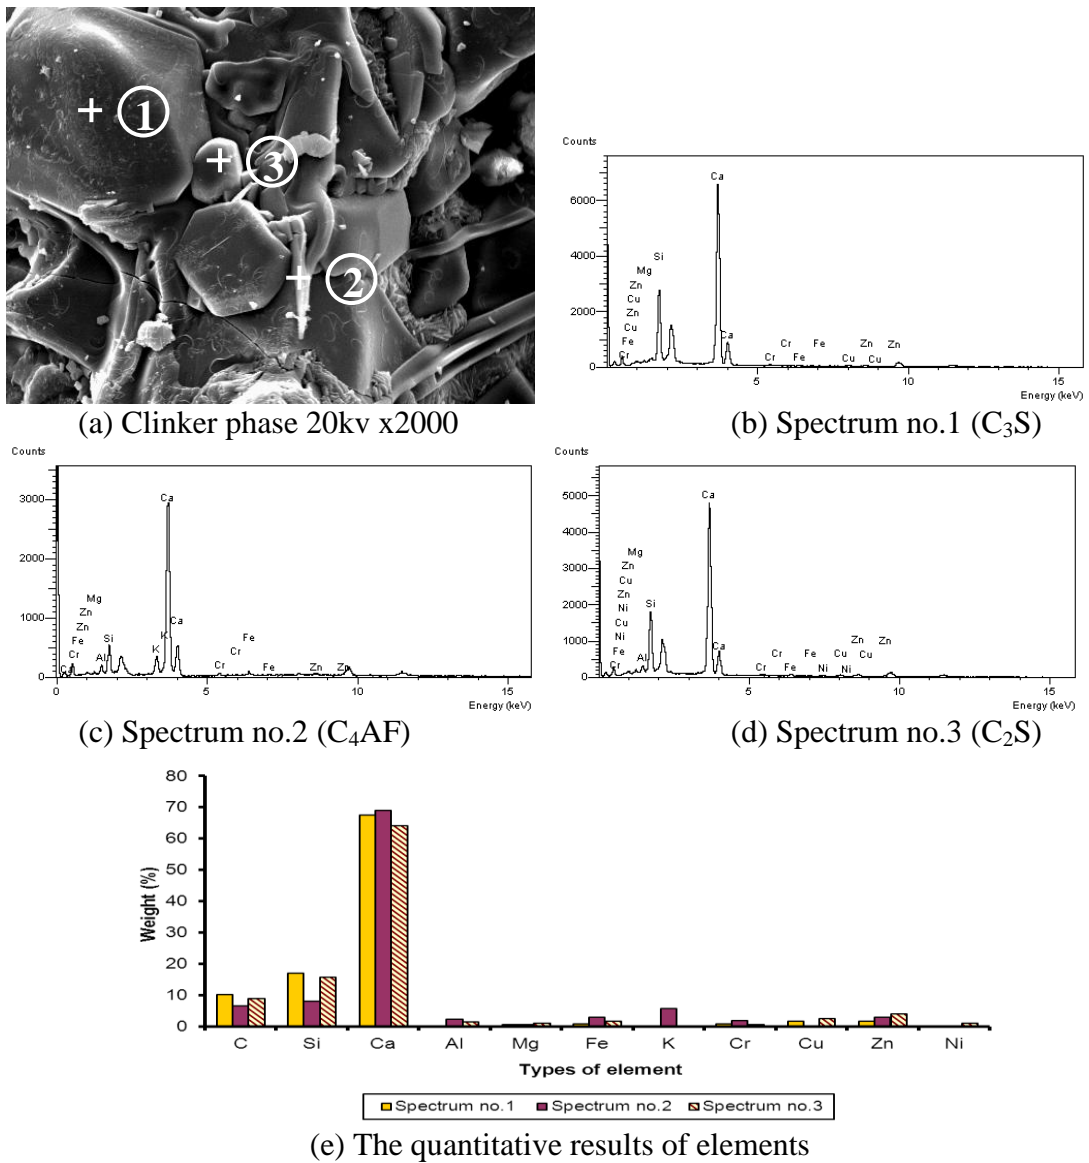 1
3
2
(a) Clinker phase 20kv x2000
Counts
6000
4000
2000
0
Ca
Si
Mg
Zn
Cu
Zn
Cu
Fe
Cr
Ca
Cr
Fe
Cr
Fe
Cu
Zn
Cu
Zn
5
10
15
Energy (keV)
(b) Spectrum no.1 (C₃S)
Counts
3000
2000
1000
0
Ca
Mg
Zn
Zn
Fe
Cr
C
Al
Si
K
K
Ca
Cr
Cr
Fe
Fe
Zn
Zn
0
5
10
15
Energy (keV)
(c) Spectrum no.2 (C₄AF)
Counts
5000
4000
3000
2000
1000
0
Ca
Mg
Zn
Cu
Zn
Ni
Cu
Ni
Fe
Cr
Al
Si
Ca
Cr
Cr
Fe
Fe
Ni
Cu
Ni
Zn
Cu
Zn
5
10
15
Energy (keV)
(d) Spectrum no.3 (C₂S)
Weight (%)
80
70
60
50
40
30
20
10
0
C Si Ca Al Mg Fe K Cr Cu Zn Ni
Types of element
Spectrum no.1 Spectrum no.2 Spectrum no.3
(e) The quantitative results of elements